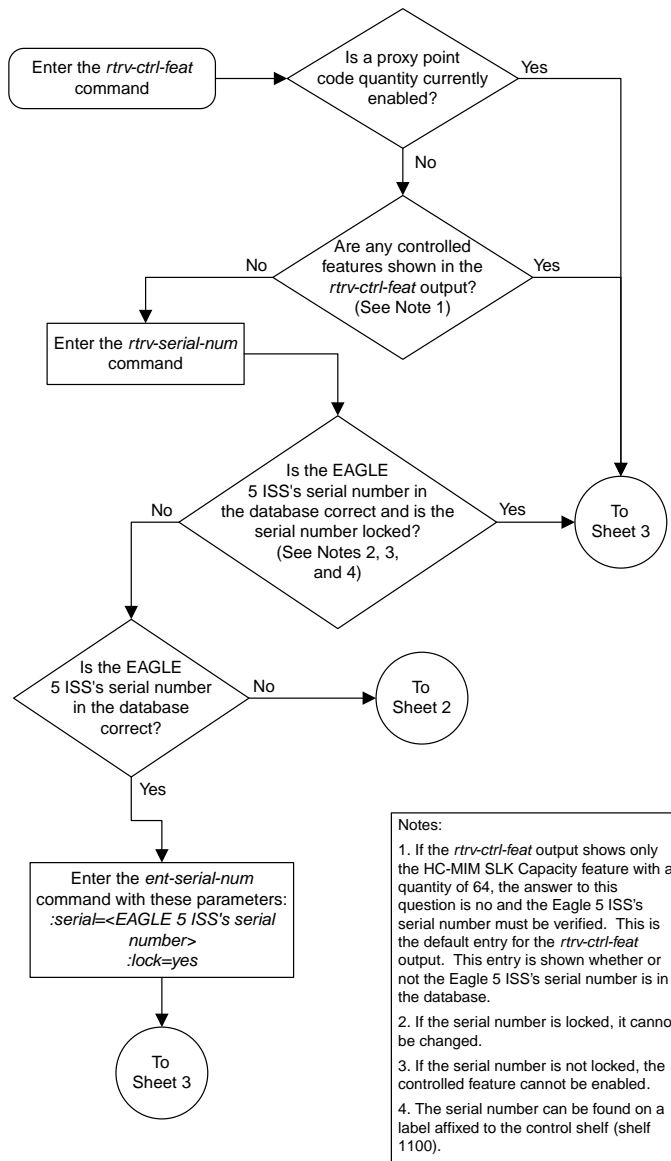 Enter the rtrv-ctrl-feat
command
Is a proxy point
code quantity currently
enabled?
Yes
No
Are any controlled
features shown in the
rtrv-ctrl-feat output?
(See Note 1)
No
Yes
Enter the rtrv-serial-num
command
Is the EAGLE
5 ISS's serial number in
the database correct and is the
serial number locked?
(See Notes 2, 3,
and 4)
No
Yes
To
Sheet 3
Is the EAGLE
5 ISS's serial number
in the database
correct?
No
To
Sheet 2
Yes
Enter the ent-serial-num
command with these parameters:
:serial=<EAGLE 5 ISS's serial
number>
:lock=yes
To
Sheet 3
Notes:
1. If the rtrv-ctrl-feat output shows only
the HC-MIM SLK Capacity feature with a
quantity of 64, the answer to this
question is no and the Eagle 5 ISS's
serial number must be verified. This is
the default entry for the rtrv-ctrl-feat
output. This entry is shown whether or
not the Eagle 5 ISS's serial number is in
the database.
2. If the serial number is locked, it canno
be changed.
3. If the serial number is not locked, the
controlled feature cannot be enabled.
4. The serial number can be found on a
label affixed to the control shelf (shelf
1100).